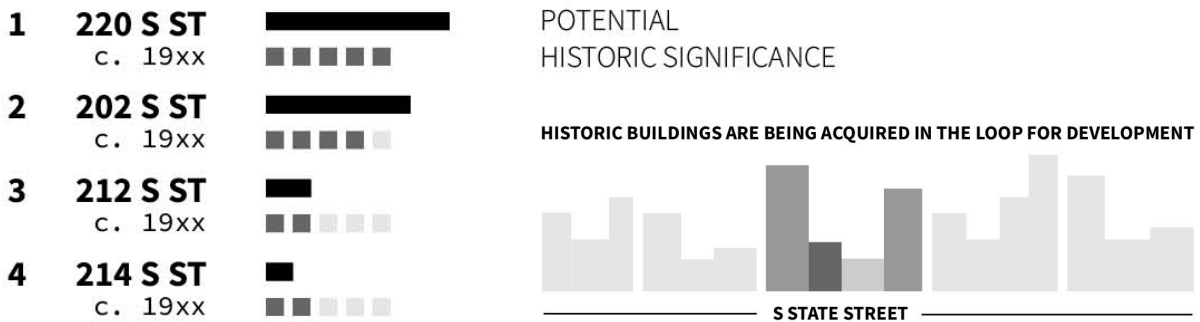 1 220 S ST
c. 19xx
2 202 S ST
c. 19xx
3 212 S ST
c. 19xx
4 214 S ST
c. 19xx
POTENTIAL
HISTORIC SIGNIFICANCE
HISTORIC BUILDINGS ARE BEING ACQUIRED IN THE LOOP FOR DEVELOPMENT
S STATE STREET